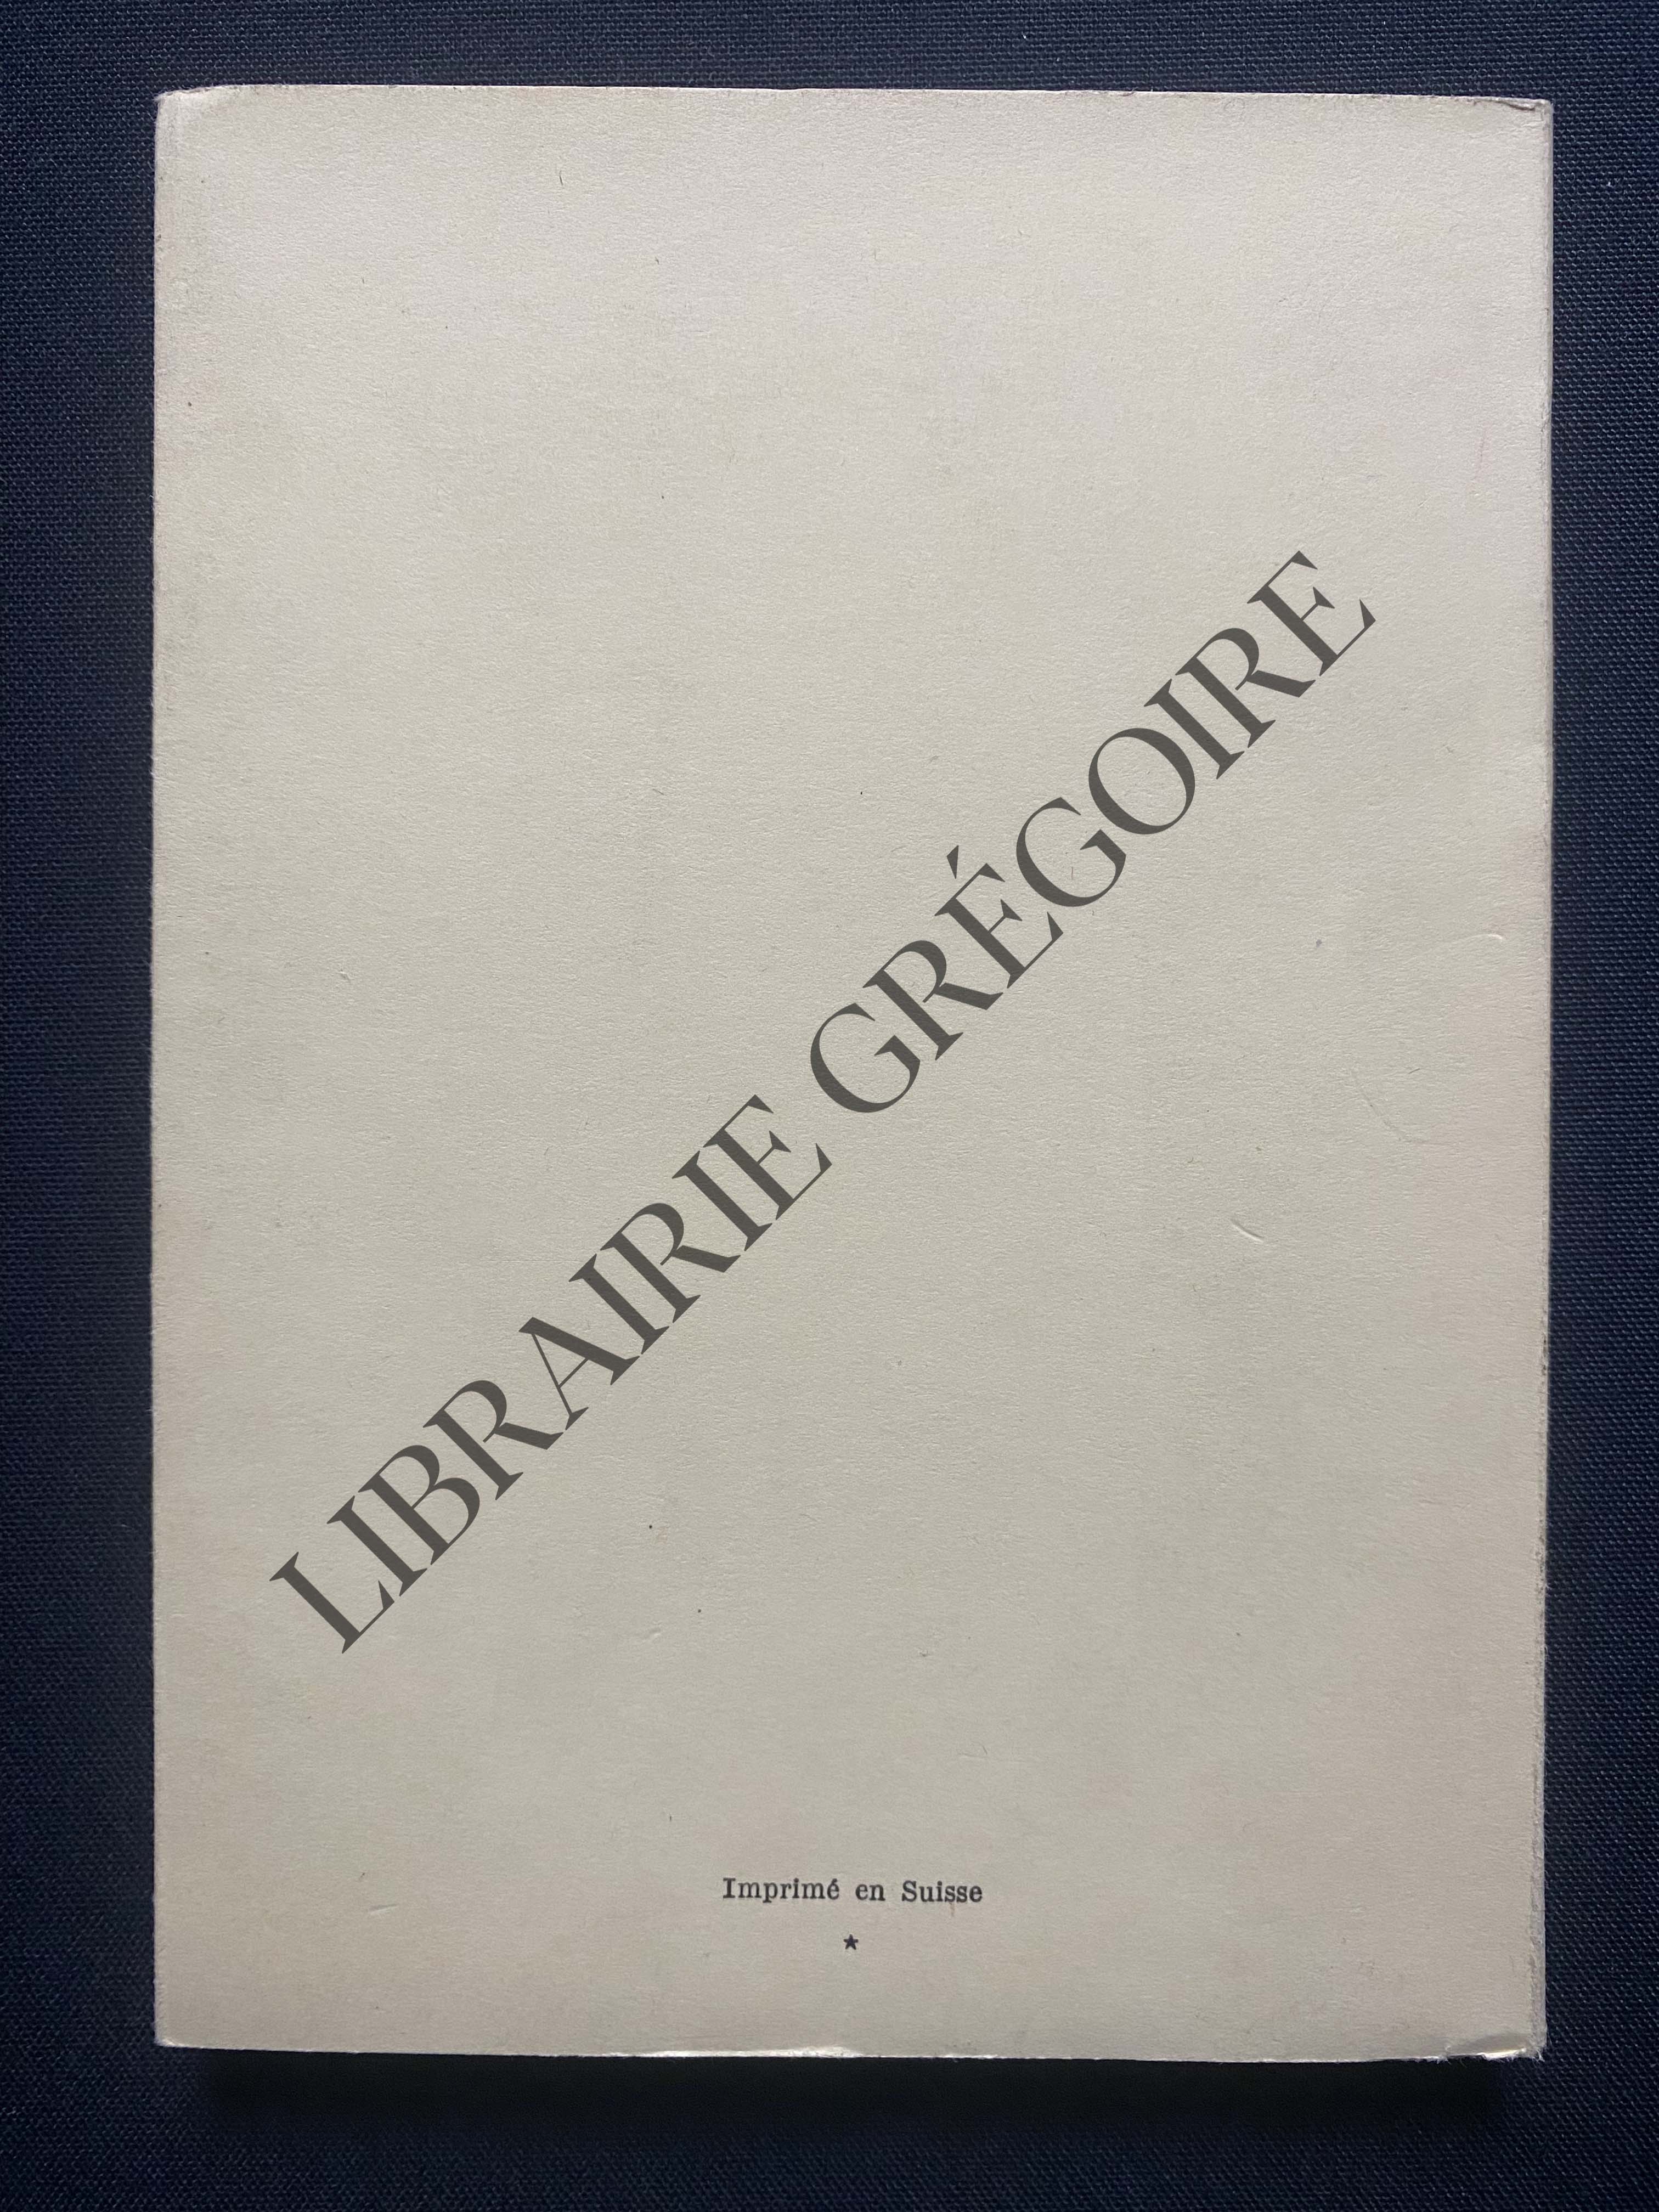 LIBRAIRIE GRÉGOIRE
Imprimé en Suisse
★